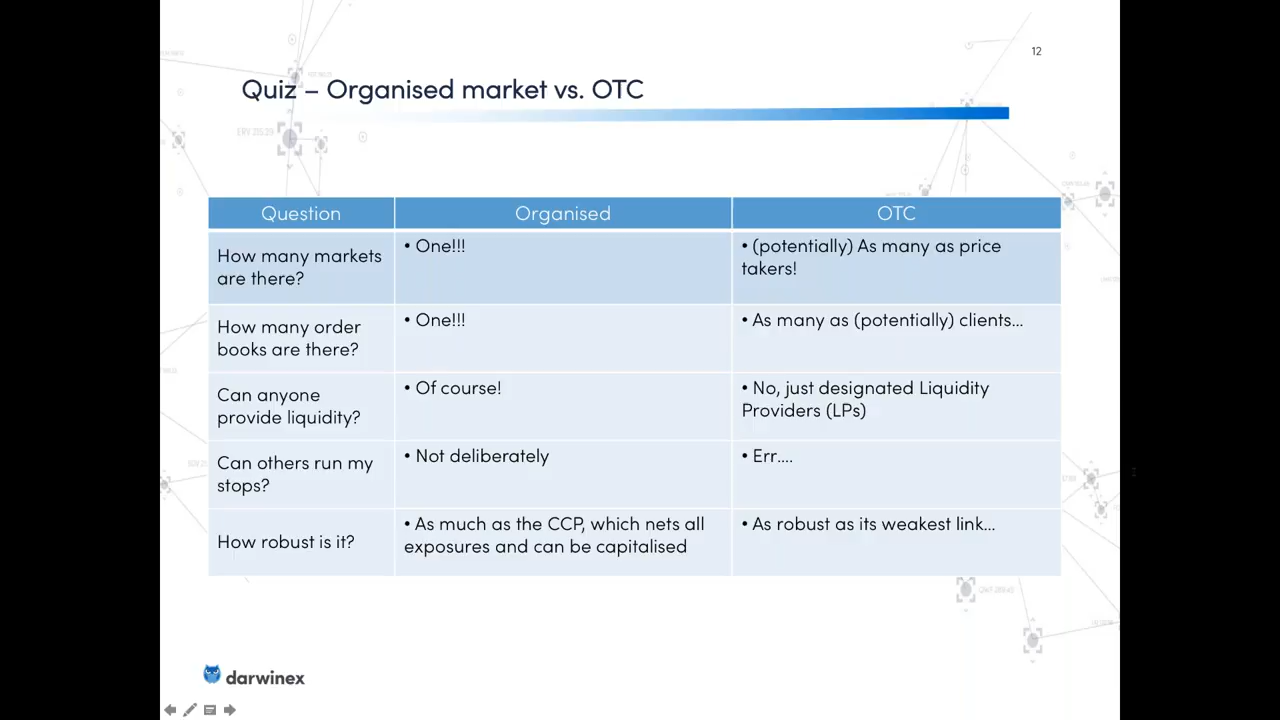 12
Quiz – Organised market vs. OTC
ERV 215.29
Question
Organised
OTC
How many markets
are there?
• One!!!
• (potentially) As many as price
takers!
How many order
books are there?
• One!!!
• As many as (potentially) clients...
Can anyone
provide liquidity?
• Of course!
• No, just designated Liquidity
Providers (LPs)
Can others run my
stops?
• Not deliberately
• Err....
How robust is it?
• As much as the CCP, which nets all
exposures and can be capitalised
• As robust as its weakest link...
darwinex